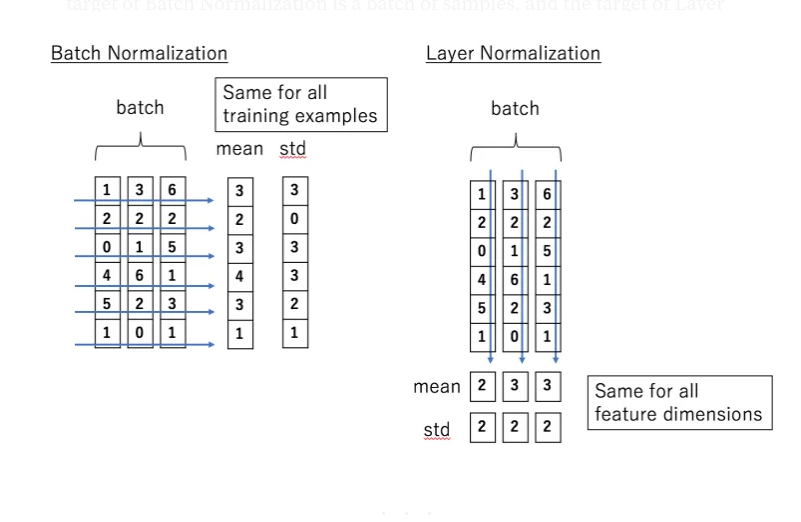 target of Batch Normalization is a batch of samples, and the target of Layer
Batch Normalization
Layer Normalization
batch
Same for all
training examples
mean std
1 3 6 3 3
2 2 2 2 0
0 1 5 3 3
4 6 1 4 3
5 2 3 3 2
1 0 1 1 1
batch
1 3 6
2 2 2
0 1 5
4 6 1
5 2 3
1 0 1
mean 2 3 3
std 2 2 2
Same for all
feature dimensions